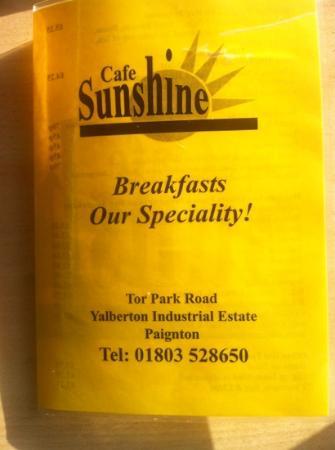 Cafe
Sunshine
Breakfasts
Our Speciality!
Tor Park Road
Yalberton Industrial Estate
Paignton
Tel: 01803 528650